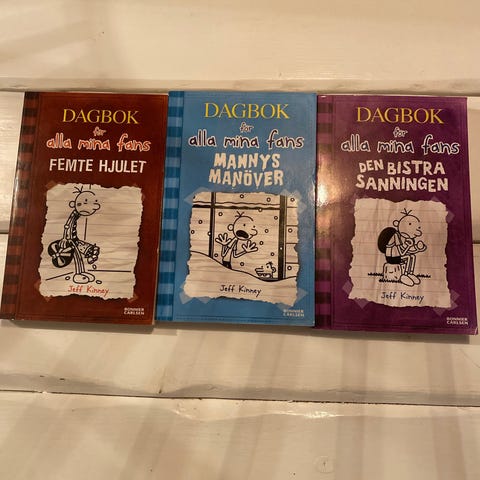 DAGBOK
för
alla mina fans
FEMTE HJULET
Jeff Kinney
BONNIER
CARLSEN
DAGBOK
för
alla mina fans
MANNYS
MANÖVER
Jeff Kinney
BONNIER
CARLSEN
DAGBOK
för
alla mina fans
DEN BISTRA
SANNINGEN
Jeff Kinney
BONNIER
CARLSEN